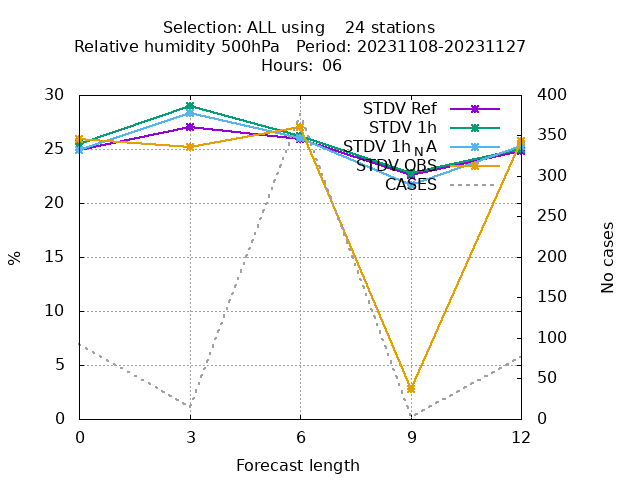 Selection: ALL using    24 stations
Relative humidity 500hPa   Period: 20231108-20231127
Hours: 06
30
25
20
15
10
5
0
%
400
350
300
250
200
150
100
50
0
No cases
STDV Ref
STDV 1h
STDV 1h_NA
STDV OBS
CASES
0 3 6 9 12
Forecast length